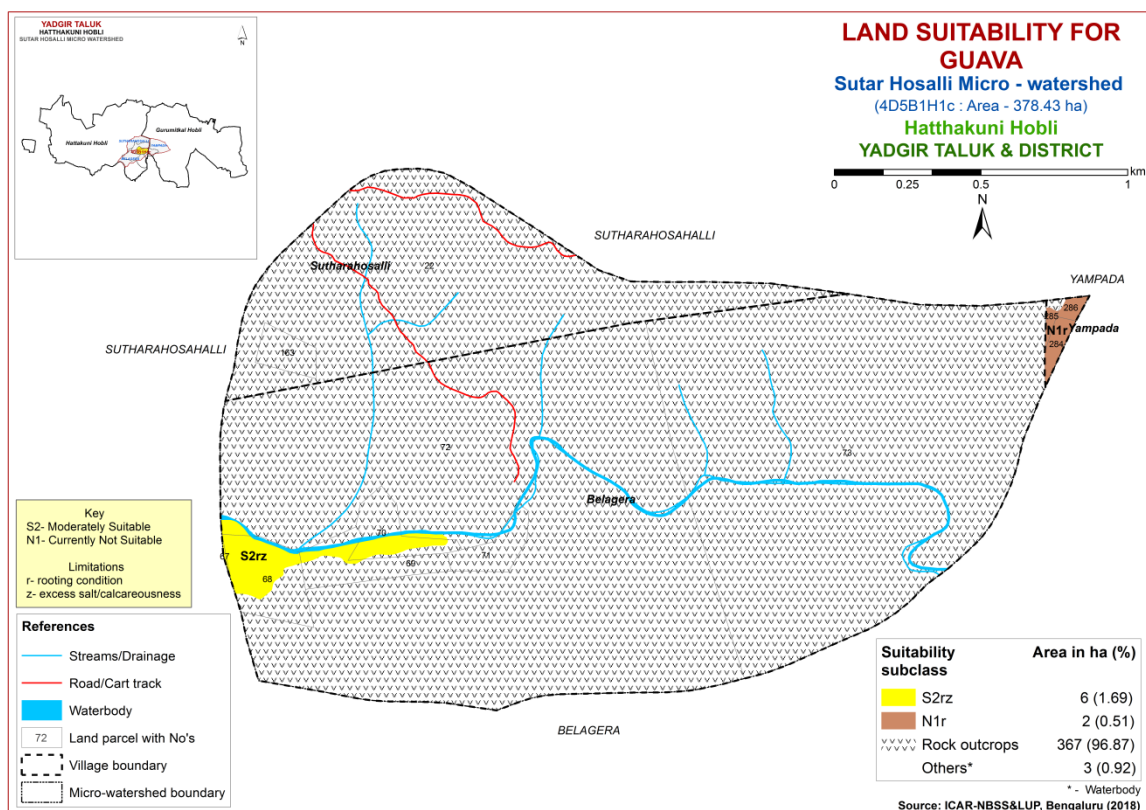 YADGIR TALUK
HATTHAKUNI HOBLI
SUTAR HOSALLI MICRO WATERSHED
N
Hattakuni Hobli
Gurumitkal Hobli
LAND SUITABILITY FOR
GUAVA
Sutar Hosalli Micro - watershed
(4D5B1H1c : Area - 378.43 ha)
Hatthakuni Hobli
YADGIR TALUK & DISTRICT
km
0 0.25 0.5 1
N
SUTHARAHOSAHALLI
Sutharahosalli
22
YAMPADA
286
285
N1r
Yampada
284
SUTHARAHOSAHALLI
163
72
73
Belagera
70
67
S2rz
71
69
68
BELAGERA
Key
S2- Moderately Suitable
N1- Currently Not Suitable
Limitations
r- rooting condition
z- excess salt/calcareousness
References
Streams/Drainage
Road/Cart track
Waterbody
72 Land parcel with No's
Village boundary
Micro-watershed boundary
Suitability subclass Area in ha (%)
S2rz 6 (1.69)
N1r 2 (0.51)
Rock outcrops 367 (96.87)
Others* 3 (0.92)
* - Waterbody
Source: ICAR-NBSS&LUP, Bengaluru (2018)